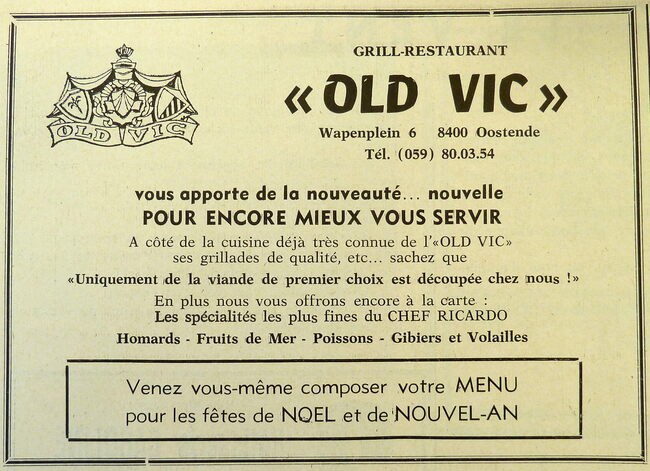 GRILL-RESTAURANT
« OLD VIC »
OLD VIC
Wapenplein 6 8400 Oostende
Tél. (059) 80.03.54
vous apporte de la nouveauté... nouvelle
POUR ENCORE MIEUX VOUS SERVIR
A côté de la cuisine déjà très connue de l'«OLD VIC»
ses grillades de qualité, etc... sachez que
«Uniquement de la viande de premier choix est découpée chez nous !»
En plus nous vous offrons encore à la carte :
Les spécialités les plus fines du CHEF RICARDO
Homards - Fruits de Mer - Poissons - Gibiers et Volailles
Venez vous-même composer votre MENU
pour les fêtes de NOEL et de NOUVEL-AN